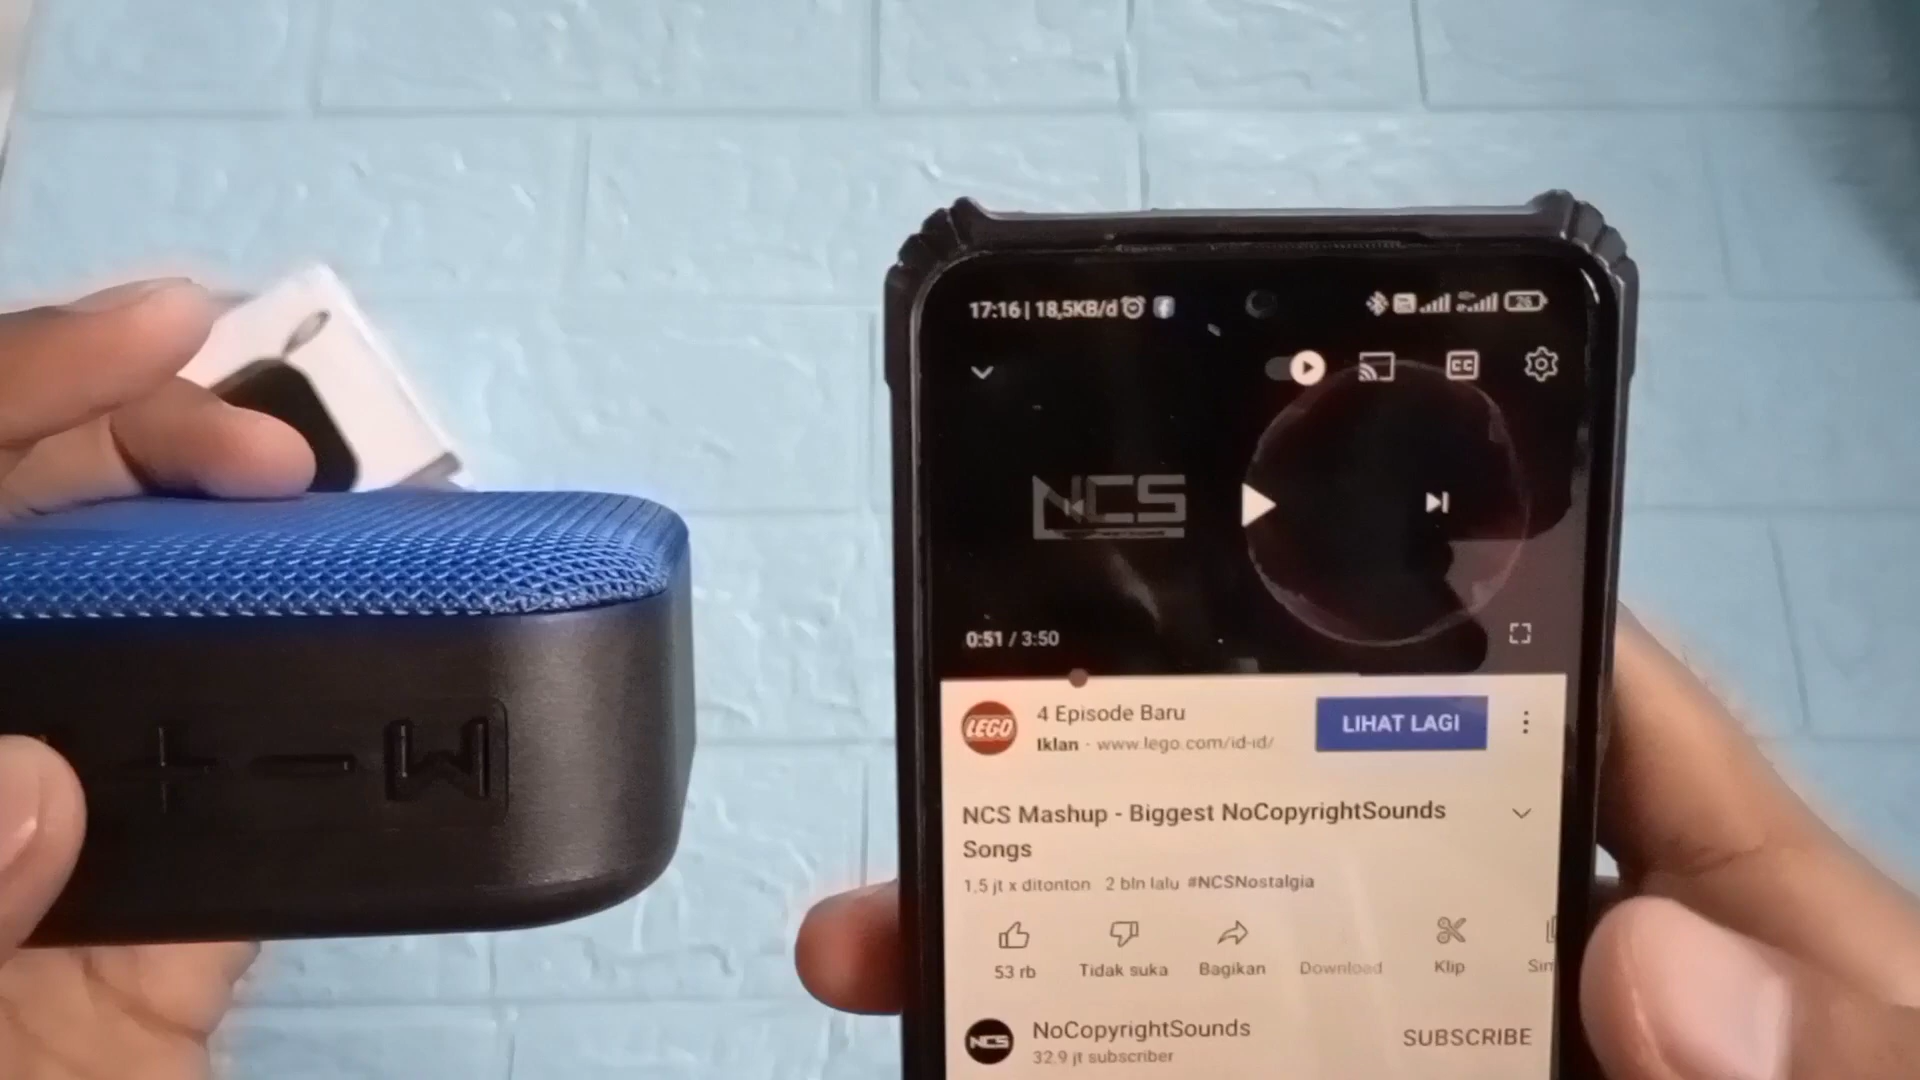 17:16 | 18,5KB/d
26
CC
NCS
0:51 / 3:50
LEGO
4 Episode Baru
Iklan · www.lego.com/id-id/
LIHAT LAGI
NCS Mashup - Biggest NoCopyrightSounds
Songs
1.5 jt x ditonton 2 bln lalu #NCSNostalgia
53 rb
Tidak suka
Bagikan
Download
Klip
NCS
NoCopyrightSounds
32.9 jt subscriber
SUBSCRIBE
+ − M